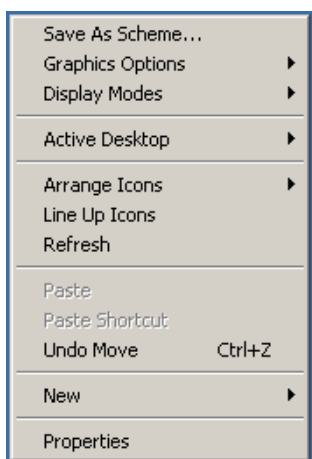 Save As Scheme...
Graphics Options
Display Modes
Active Desktop
Arrange Icons
Line Up Icons
Refresh
Paste
Paste Shortcut
Undo Move Ctrl+Z
New
Properties